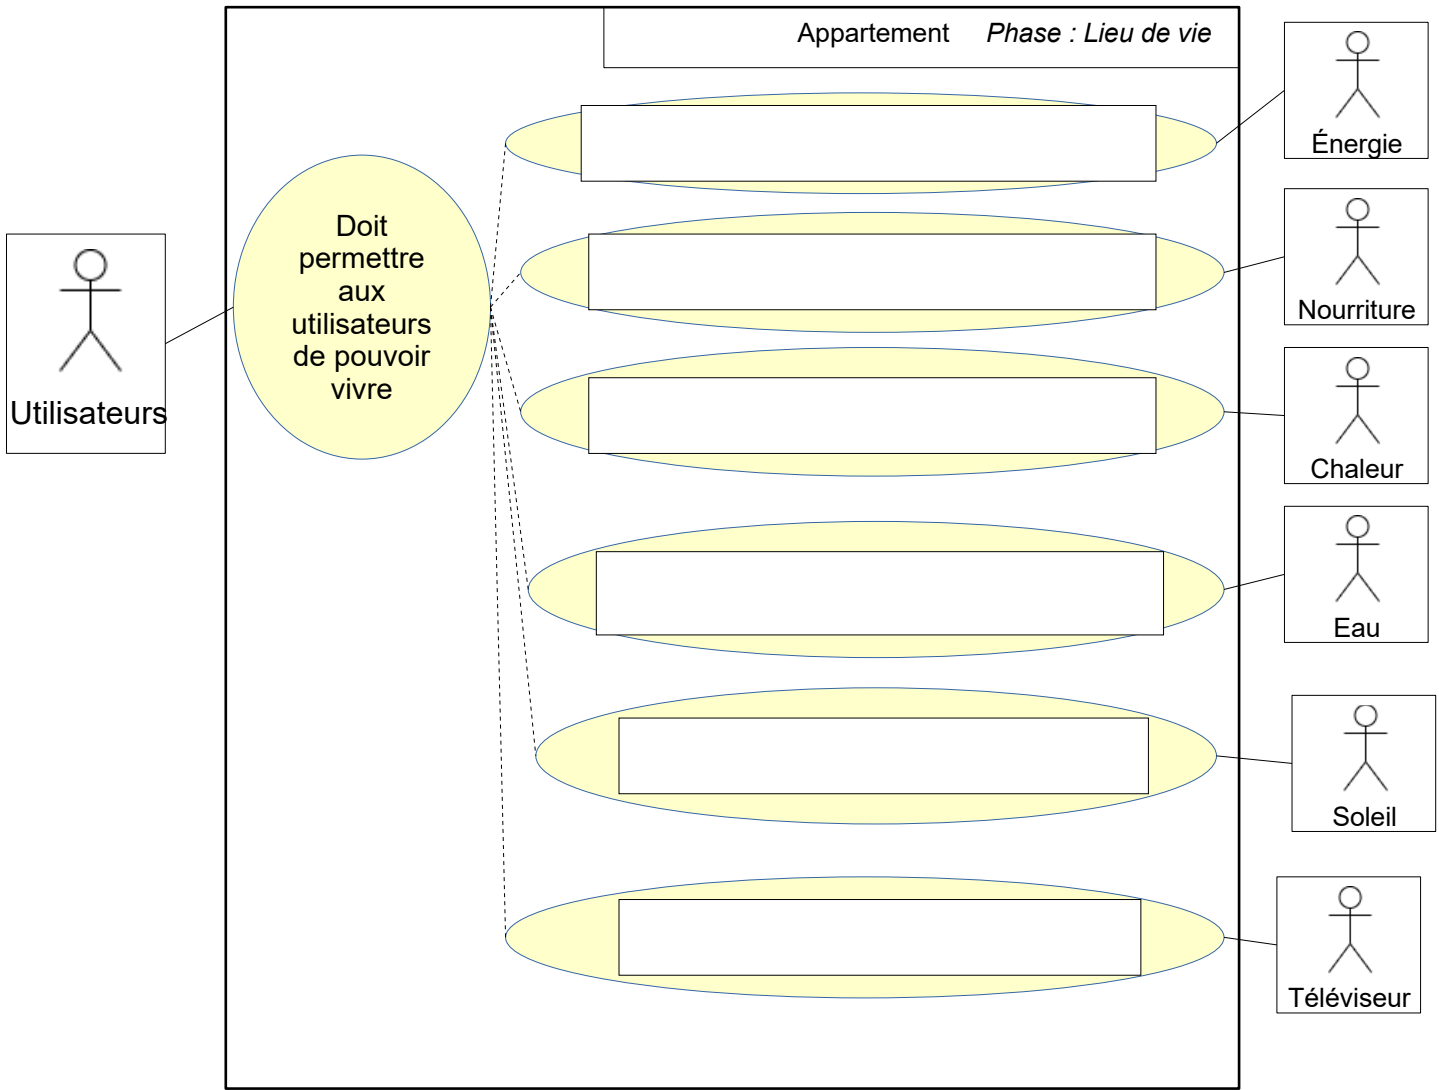 Appartement Phase : Lieu de vie
Énergie
Doit
permettre
aux
utilisateurs
de pouvoir
vivre
Utilisateurs
Nourriture
Chaleur
Eau
Soleil
Téléviseur